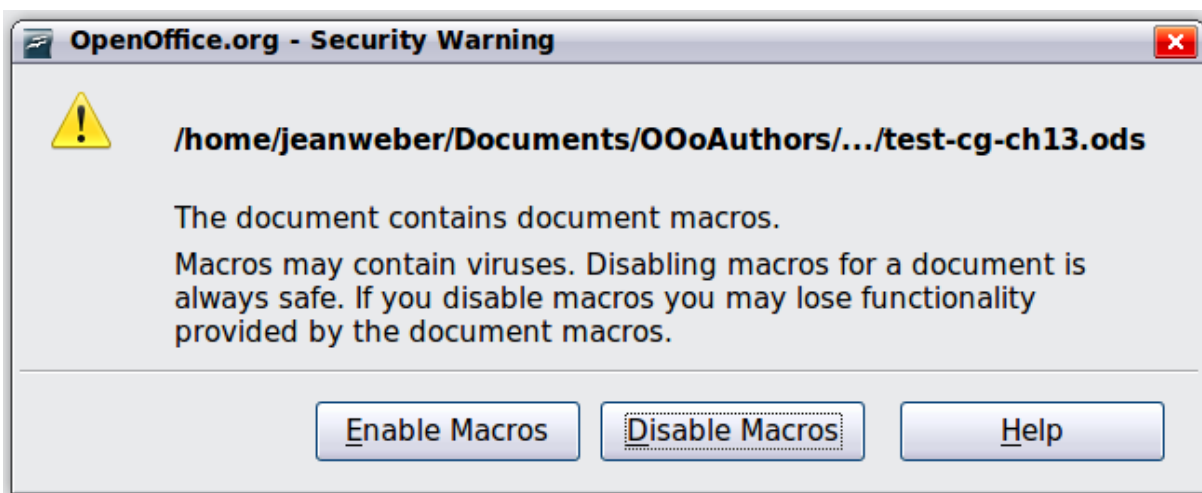 OpenOffice.org - Security Warning
/home/jeanweber/Documents/OOoAuthors/.../test-cg-ch13.ods
The document contains document macros.
Macros may contain viruses. Disabling macros for a document is
always safe. If you disable macros you may lose functionality
provided by the document macros.
Enable Macros Disable Macros Help